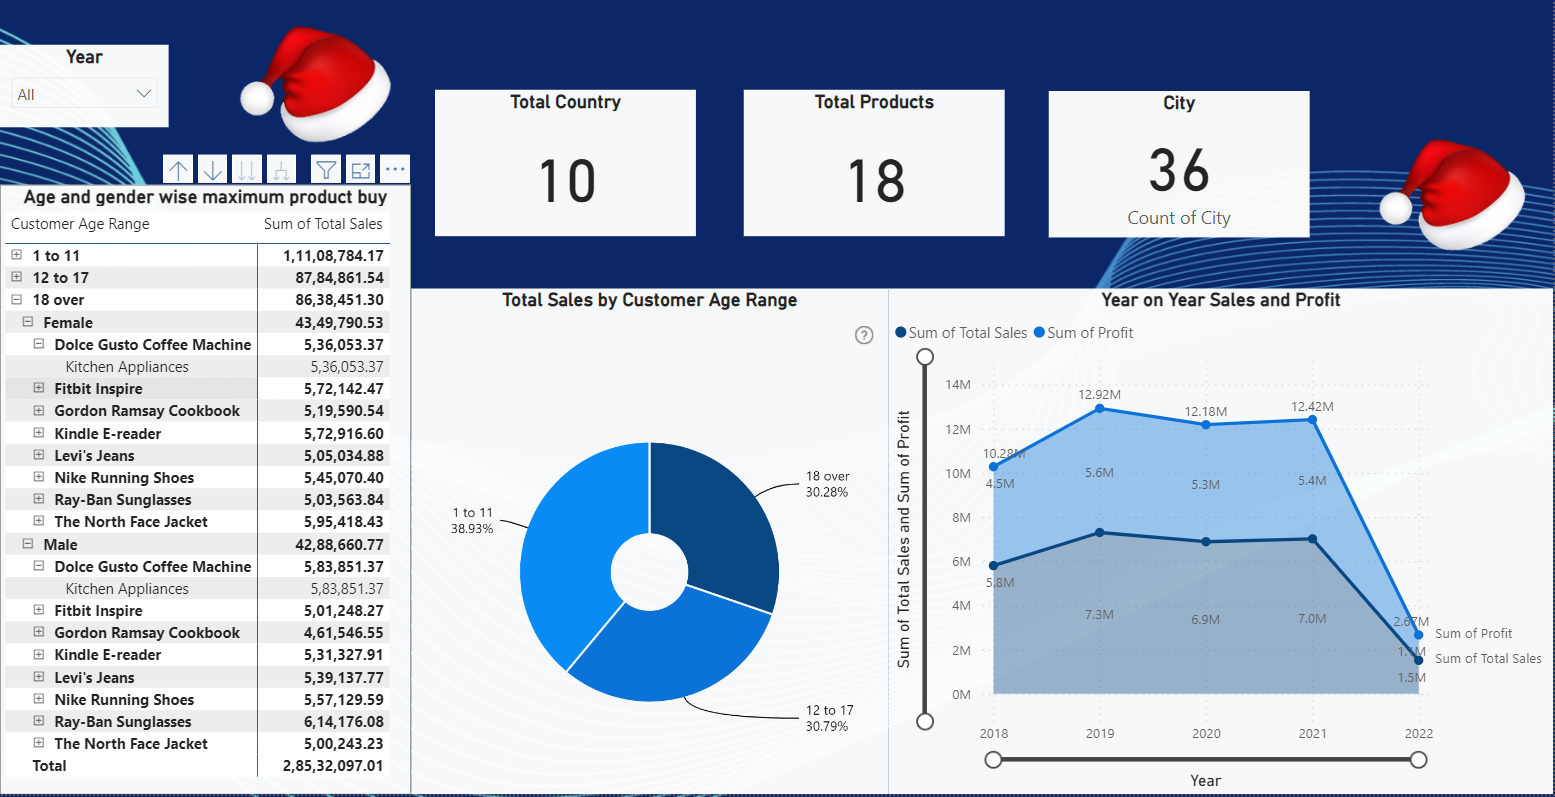 Year
All
Total Country
10
Total Products
18
City
36
Count of City
Age and gender wise maximum product buy
Customer Age Range Sum of Total Sales
1 to 11 1,11,08,784.17
12 to 17 87,84,861.54
18 over 86,38,451.30
Female 43,49,790.53
Dolce Gusto Coffee Machine 5,36,053.37
Kitchen Appliances 5,36,053.37
Fitbit Inspire 5,72,142.47
Gordon Ramsay Cookbook 5,19,590.54
Kindle E-reader 5,72,916.60
Levi's Jeans 5,05,034.88
Nike Running Shoes 5,45,070.40
Ray-Ban Sunglasses 5,03,563.84
The North Face Jacket 5,95,418.43
Male 42,88,660.77
Dolce Gusto Coffee Machine 5,83,851.37
Kitchen Appliances 5,83,851.37
Fitbit Inspire 5,01,248.27
Gordon Ramsay Cookbook 4,61,546.55
Kindle E-reader 5,31,327.91
Levi's Jeans 5,39,137.77
Nike Running Shoes 5,57,129.59
Ray-Ban Sunglasses 6,14,176.08
The North Face Jacket 5,00,243.23
Total 2,85,32,097.01
Total Sales by Customer Age Range
?
18 over
30.28%
1 to 11
38.93%
12 to 17
30.79%
Year on Year Sales and Profit
Sum of Total Sales Sum of Profit
Sum of Total Sales and Sum of Profit
14M
12M
10M
8M
6M
4M
2M
0M
10.28M
12.92M
12.18M
12.42M
2.67M
4.5M
5.6M
5.3M
5.4M
1.1M
5.8M
7.3M
6.9M
7.0M
1.5M
Sum of Profit
Sum of Total Sales
2018 2019 2020 2021 2022
Year